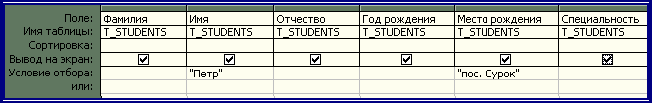 Поле: Фамилия Имя Отчество Год рождения Места рождения Специальность
Имя таблицы: T_STUDENTS T_STUDENTS T_STUDENTS T_STUDENTS T_STUDENTS T_STUDENTS
Сортировка:
Вывод на экран:
Условие отбора: "Петр" "пос. Сурок"
или: